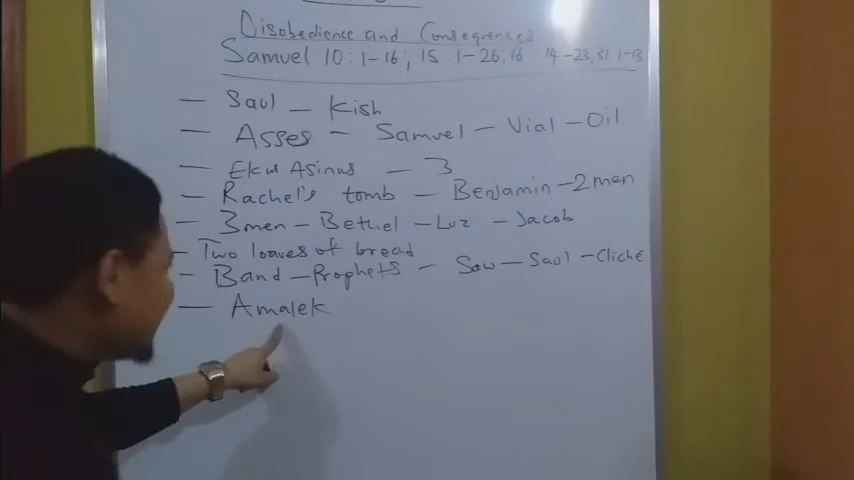 Disobedience and Consequences
Samuel 10:1-16; 15:1-26, 16 14-23, 31 1-13
— Saul — Kish
— Asses — Samuel — Vial — Oil
— Ekus Asinus — 3
— Rachel's tomb — Benjamin - 2 men
— 3 men — Bethel — Luz — Jacob
— Two loaves of bread
— Band — Prophets — Saw — Saul — Cliché
— Amalek